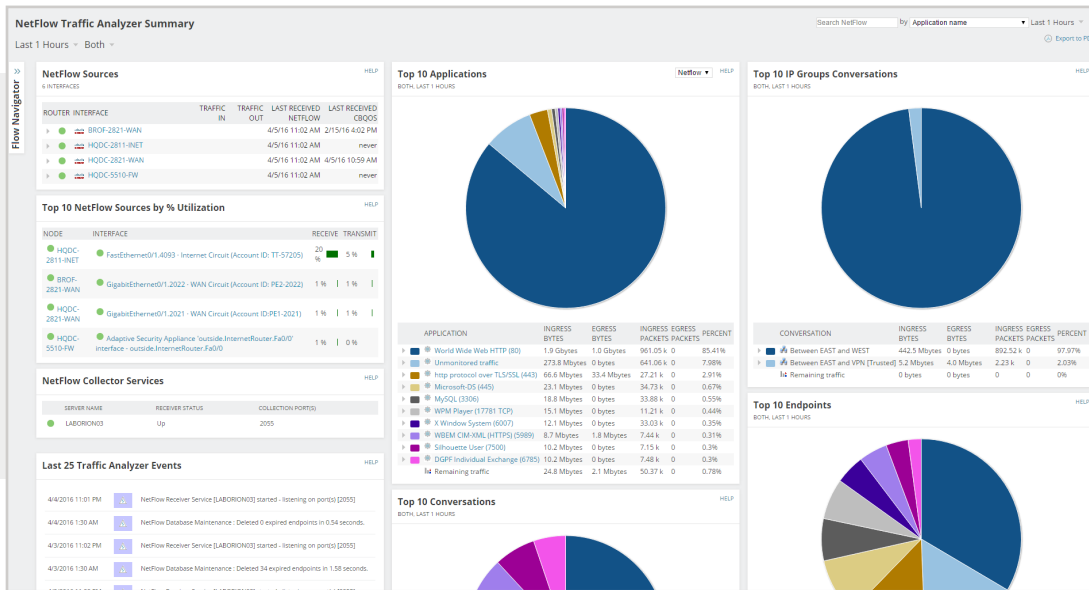 NetFlow Traffic Analyzer Summary
Search NetFlow by Application name Last 1 Hours
Last 1 Hours Both
Export to PD
Flow Navigator
NetFlow Sources HELP
6 INTERFACES
ROUTER INTERFACE TRAFFIC IN TRAFFIC OUT LAST RECEIVED NETFLOW LAST RECEIVED CBQOS
BROF-2821-WAN 4/5/16 11:02 AM 2/15/16 4:02 PM
HQDC-2811-INET 4/5/16 11:02 AM never
HQDC-2821-WAN 4/5/16 11:02 AM 4/5/16 10:59 AM
HQDC-5510-FW 4/5/16 11:02 AM never
Top 10 NetFlow Sources by % Utilization HELP
NODE INTERFACE RECEIVE TRANSMIT
HQDC-2811-INET FastEthernet0/1.4093 - Internet Circuit (Account ID: TT-57205) 20 % 5 %
BROF-2821-WAN GigabitEthernet0/1.2022 - WAN Circuit (Account ID: PE2-2022) 1 % 1 %
HQDC-2821-WAN GigabitEthernet0/1.2021 - WAN Circuit (Account ID:PE1-2021) 1 % 1 %
HQDC-5510-FW Adaptive Security Appliance 'outside.InternetRouter.Fa0/0' interface - outside.InternetRouter.Fa0/0 1 % 0 %
NetFlow Collector Services HELP
SERVER NAME RECEIVER STATUS COLLECTION PORT(S)
LABORION03 Up 2055
Last 25 Traffic Analyzer Events HELP
4/4/2016 11:01 PM NetFlow Receiver Service [LABORION03] started - listening on port(s) [2055]
4/4/2016 1:30 AM NetFlow Database Maintenance : Deleted 0 expired endpoints in 0.54 seconds.
4/3/2016 11:02 PM NetFlow Receiver Service [LABORION03] started - listening on port(s) [2055]
4/3/2016 1:30 AM NetFlow Database Maintenance : Deleted 34 expired endpoints in 1.58 seconds.
Top 10 Applications Netflow HELP
BOTH, LAST 1 HOURS
APPLICATION INGRESS BYTES EGRESS BYTES INGRESS PACKETS EGRESS PACKETS PERCENT
World Wide Web HTTP (80) 1.9 Gbytes 1.0 Gbytes 961.05 k 0 85.41%
Unmonitored traffic 273.8 Mbytes 0 bytes 641.06 k 0 7.98%
http protocol over TLS/SSL (443) 66.6 Mbytes 33.4 Mbytes 27.21 k 0 2.91%
Microsoft-DS (445) 23.1 Mbytes 0 bytes 34.73 k 0 0.67%
MySQL (3306) 18.8 Mbytes 0 bytes 33.88 k 0 0.55%
WPM Player (17781 TCP) 15.1 Mbytes 0 bytes 11.21 k 0 0.44%
X Window System (6007) 12.1 Mbytes 0 bytes 33.03 k 0 0.35%
WBEM CIM-XML (HTTPS) (5989) 8.7 Mbytes 1.8 Mbytes 7.44 k 0 0.31%
Silhouette User (7500) 10.2 Mbytes 0 bytes 7.15 k 0 0.3%
DGPF Individual Exchange (6785) 10.2 Mbytes 0 bytes 7.48 k 0 0.3%
Remaining traffic 24.8 Mbytes 2.1 Mbytes 50.37 k 0 0.78%
Top 10 Conversations HELP
BOTH, LAST 1 HOURS
Top 10 IP Groups Conversations HELP
BOTH, LAST 1 HOURS
CONVERSATION INGRESS BYTES EGRESS BYTES INGRESS PACKETS EGRESS PACKETS PERCENT
Between EAST and WEST 442.5 Mbytes 0 bytes 892.52 k 0 97.97%
Between EAST and VPN [Trusted] 5.2 Mbytes 4.0 Mbytes 2.23 k 0 2.03%
Remaining traffic 0 bytes 0 bytes 0 0 0%
Top 10 Endpoints HELP
BOTH, LAST 1 HOURS